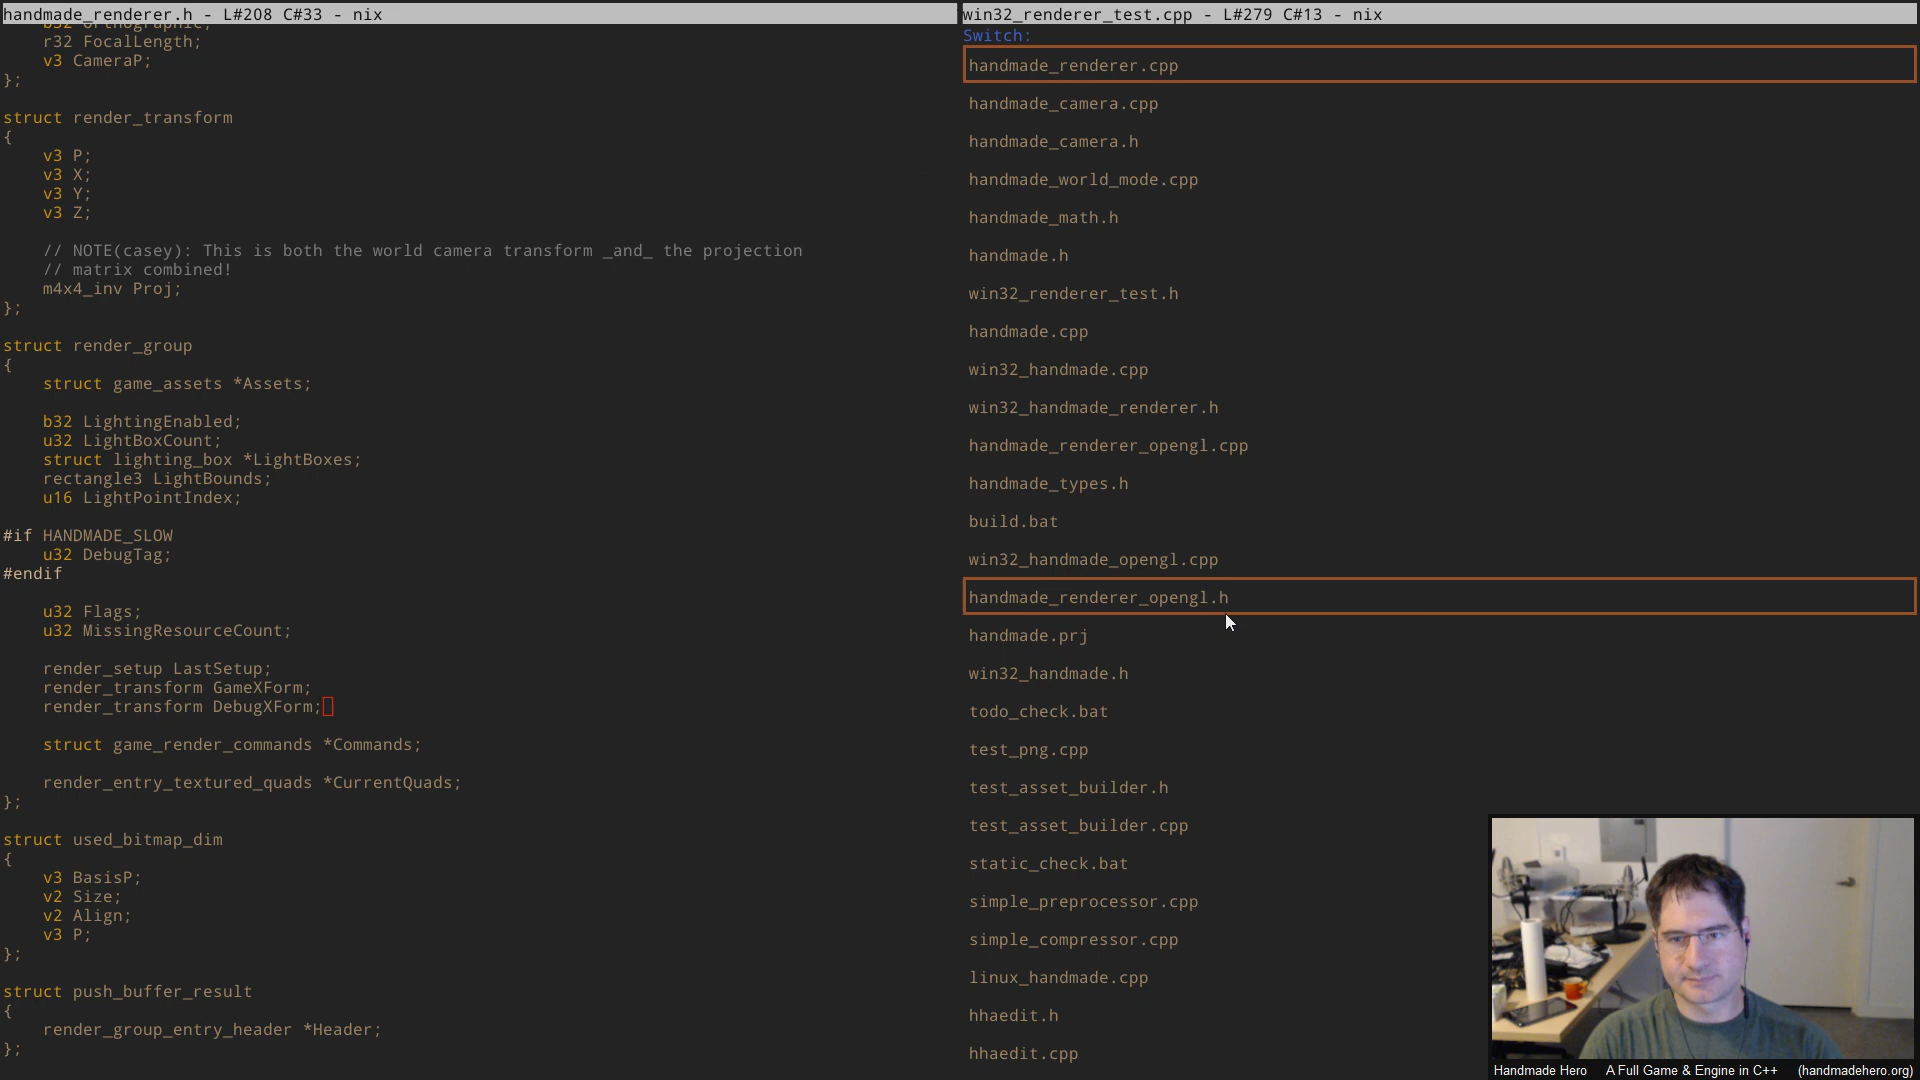 handmade_renderer.h - L#208 C#33 - nix
b32 Orthographic;
r32 FocalLength;
v3 CameraP;
};
struct render_transform
{
v3 P;
v3 X;
v3 Y;
v3 Z;
// NOTE(casey): This is both the world camera transform _and_ the projection
// matrix combined!
m4x4_inv Proj;
};
struct render_group
{
struct game_assets *Assets;
b32 LightingEnabled;
u32 LightBoxCount;
struct lighting_box *LightBoxes;
rectangle3 LightBounds;
u16 LightPointIndex;
#if HANDMADE_SLOW
u32 DebugTag;
#endif
u32 Flags;
u32 MissingResourceCount;
render_setup LastSetup;
render_transform GameXForm;
render_transform DebugXForm;
struct game_render_commands *Commands;
render_entry_textured_quads *CurrentQuads;
};
struct used_bitmap_dim
{
v3 BasisP;
v2 Size;
v2 Align;
v3 P;
};
struct push_buffer_result
{
render_group_entry_header *Header;
};
win32_renderer_test.cpp - L#279 C#13 - nix
Switch:
handmade_renderer.cpp
handmade_camera.cpp
handmade_camera.h
handmade_world_mode.cpp
handmade_math.h
handmade.h
win32_renderer_test.h
handmade.cpp
win32_handmade.cpp
win32_handmade_renderer.h
handmade_renderer_opengl.cpp
handmade_types.h
build.bat
win32_handmade_opengl.cpp
handmade_renderer_opengl.h
handmade.prj
win32_handmade.h
todo_check.bat
test_png.cpp
test_asset_builder.h
test_asset_builder.cpp
static_check.bat
simple_preprocessor.cpp
simple_compressor.cpp
linux_handmade.cpp
hhaedit.h
hhaedit.cpp
Handmade Hero A Full Game & Engine in C++ (handmadehero.org)